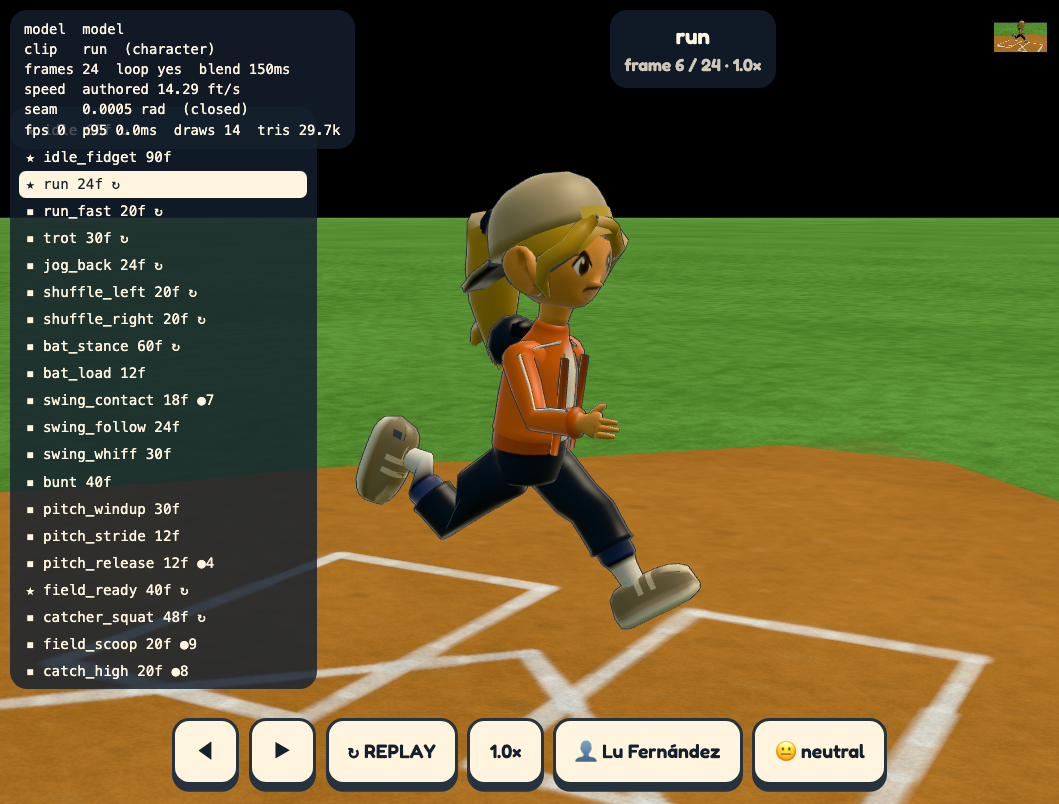 model  model
clip   run  (character)
frames 24  loop yes  blend 150ms
speed  authored 14.29 ft/s
seam   0.0005 rad  (closed)
fps 0  p95 0.0ms  draws 14  tris 29.7k
★ idle_fidget 90f
★ run 24f ↻
▪ run_fast 20f ↻
▪ trot 30f ↻
▪ jog_back 24f ↻
▪ shuffle_left 20f ↻
▪ shuffle_right 20f ↻
▪ bat_stance 60f ↻
▪ bat_load 12f
▪ swing_contact 18f ●7
▪ swing_follow 24f
▪ swing_whiff 30f
▪ bunt 40f
▪ pitch_windup 30f
▪ pitch_stride 12f
▪ pitch_release 12f ●4
★ field_ready 40f ↻
▪ catcher_squat 48f ↻
▪ field_scoop 20f ●9
▪ catch_high 20f ●8
run
frame 6 / 24 · 1.0x
◀ ▶ ↻ REPLAY 1.0x 👤 Lu Fernández 😐 neutral